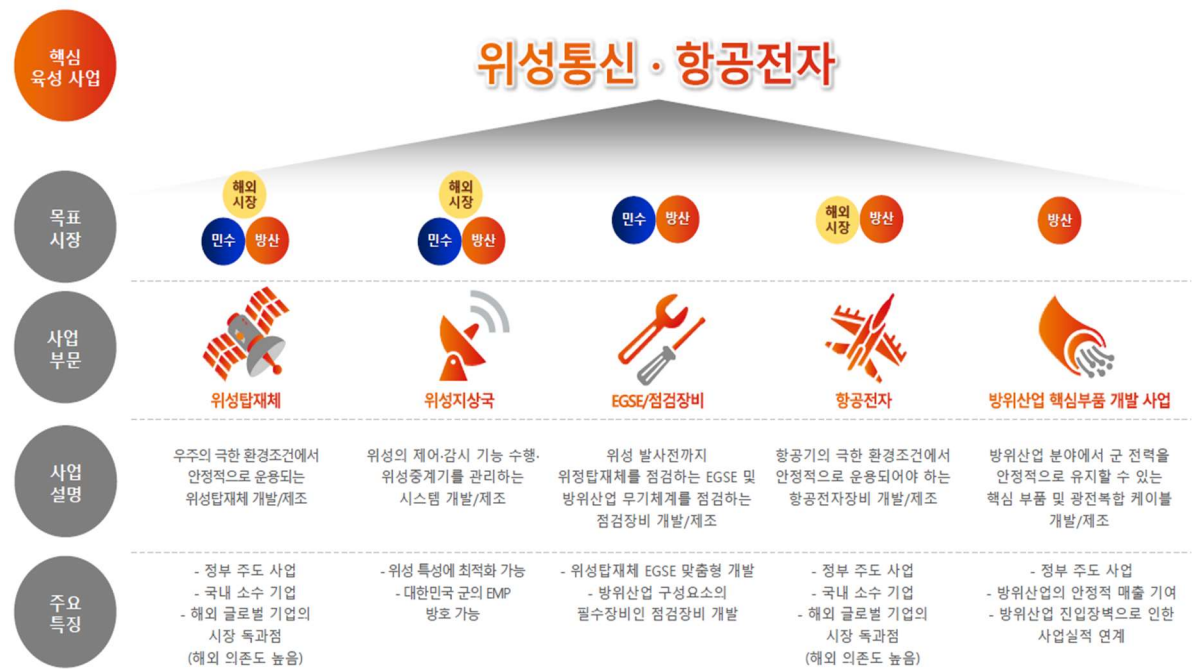 핵심
육성 사업
위성통신 · 항공전자
목표
시장
해외
시장
민수
방산
해외
시장
민수
방산
민수
방산
해외
시장
방산
방산
사업
부문
위성탑재체
위성지상국
EGSE/점검장비
항공전자
방위산업 핵심부품 개발 사업
사업
설명
우주의 극한 환경조건에서
안정적으로 운용되는
위성탑재체 개발/제조
위성의 제어·감시 기능 수행·
위성중계기를 관리하는
시스템 개발/제조
위성 발사전까지
위정탑재체를 점검하는 EGSE 및
방위산업 무기체계를 점검하는
점검장비 개발/제조
항공기의 극한 환경조건에서
안정적으로 운용되어야 하는
항공전자장비 개발/제조
방위산업 분야에서 군 전력을
안정적으로 유지할 수 있는
핵심 부품 및 광전복합 케이블
개발/제조
주요
특징
- 정부 주도 사업
- 국내 소수 기업
- 해외 글로벌 기업의
시장 독과점
(해외 의존도 높음)
- 위성 특성에 최적화 가능
- 대한민국 군의 EMP
방호 가능
- 위성탑재체 EGSE 맞춤형 개발
- 방위산업 구성요소의
필수장비인 점검장비 개발
- 정부 주도 사업
- 국내 소수 기업
- 해외 글로벌 기업의
시장 독과점
(해외 의존도 높음)
- 정부 주도 사업
- 방위산업의 안정적 매출 기여
- 방위산업 진입장벽으로 인한
사업실적 연계